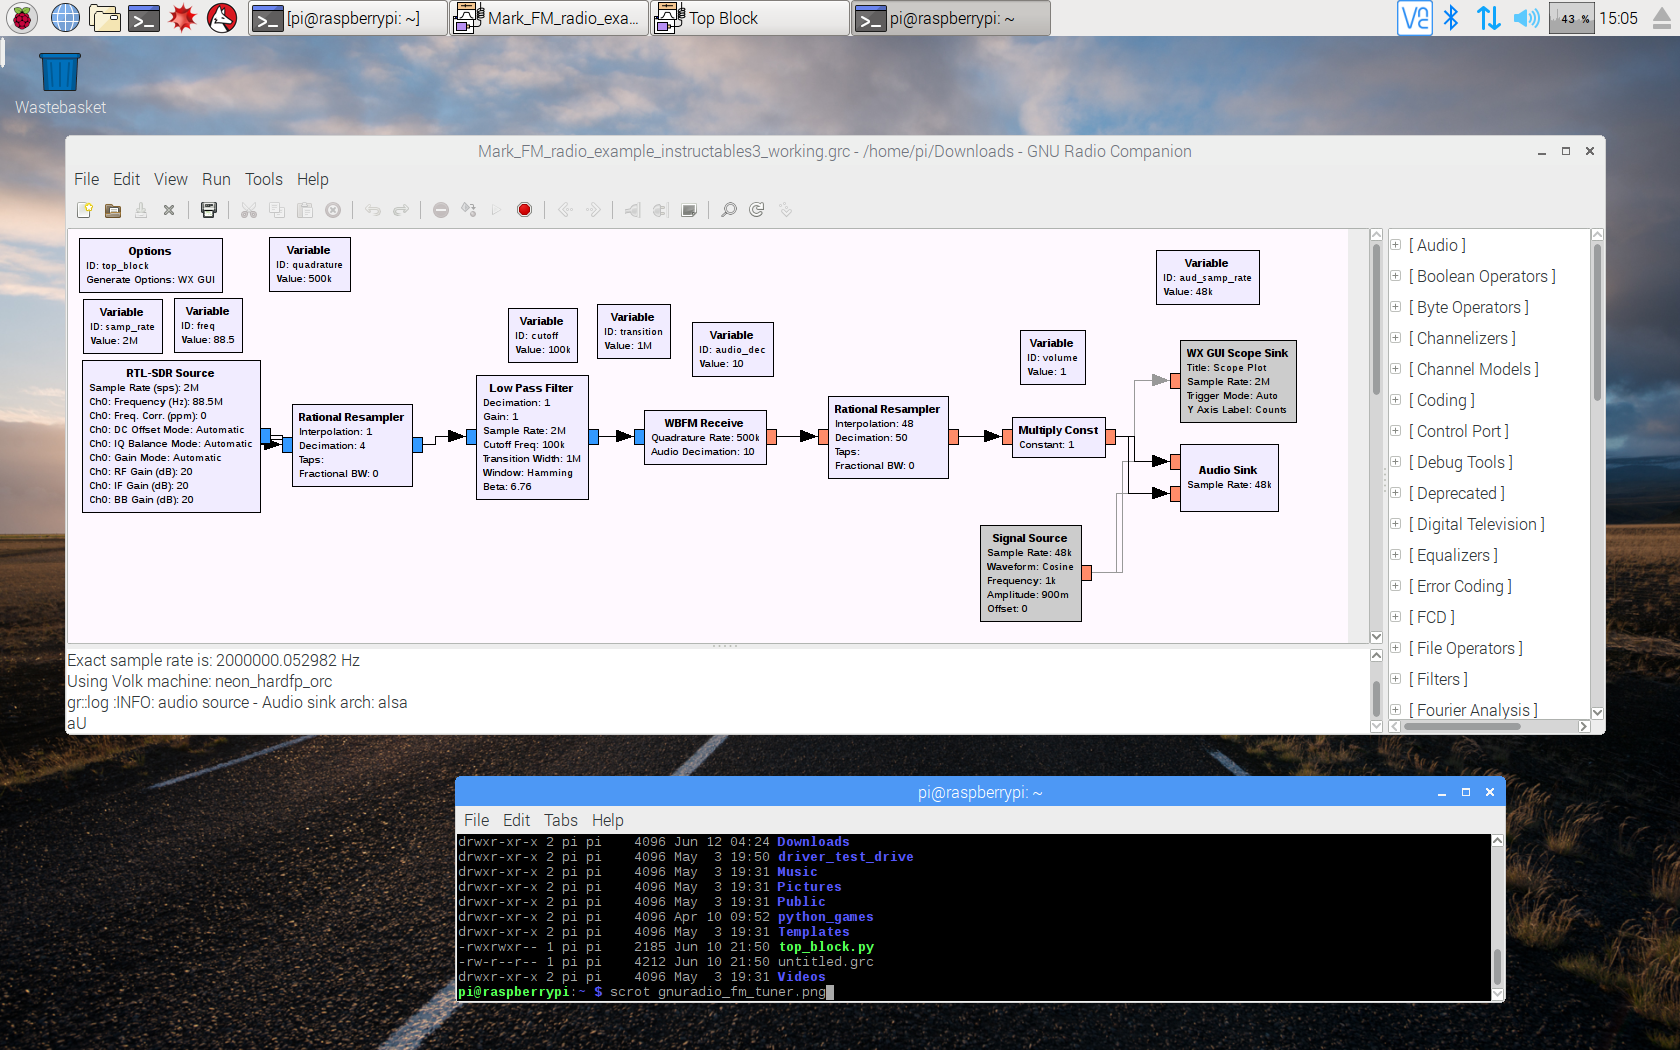 [pi@raspberrypi: ~]
Mark_FM_radio_exa...
Top Block
pi@raspberrypi: ~
43 %
15:05
Wastebasket
Mark_FM_radio_example_instructables3_working.grc - /home/pi/Downloads - GNU Radio Companion
File Edit View Run Tools Help
Options
ID: top_block
Generate Options: WX GUI
Variable
ID: quadrature
Value: 500k
Variable
ID: samp_rate
Value: 2M
Variable
ID: freq
Value: 88.5
Variable
ID: cutoff
Value: 100k
Variable
ID: transition
Value: 1M
Variable
ID: audio_dec
Value: 10
Variable
ID: volume
Value: 1
Variable
ID: aud_samp_rate
Value: 48k
RTL-SDR Source
Sample Rate (sps): 2M
Ch0: Frequency (Hz): 88.5M
Ch0: Freq. Corr. (ppm): 0
Ch0: DC Offset Mode: Automatic
Ch0: IQ Balance Mode: Automatic
Ch0: Gain Mode: Automatic
Ch0: RF Gain (dB): 20
Ch0: IF Gain (dB): 20
Ch0: BB Gain (dB): 20
Rational Resampler
Interpolation: 1
Decimation: 4
Taps:
Fractional BW: 0
Low Pass Filter
Decimation: 1
Gain: 1
Sample Rate: 2M
Cutoff Freq: 100k
Transition Width: 1M
Window: Hamming
Beta: 6.76
WBFM Receive
Quadrature Rate: 500k
Audio Decimation: 10
Rational Resampler
Interpolation: 48
Decimation: 50
Taps:
Fractional BW: 0
Multiply Const
Constant: 1
WX GUI Scope Sink
Title: Scope Plot
Sample Rate: 2M
Trigger Mode: Auto
Y Axis Label: Counts
Audio Sink
Sample Rate: 48k
Signal Source
Sample Rate: 48k
Waveform: Cosine
Frequency: 1k
Amplitude: 900m
Offset: 0
[ Audio ]
[ Boolean Operators ]
[ Byte Operators ]
[ Channelizers ]
[ Channel Models ]
[ Coding ]
[ Control Port ]
[ Debug Tools ]
[ Deprecated ]
[ Digital Television ]
[ Equalizers ]
[ Error Coding ]
[ FCD ]
[ File Operators ]
[ Filters ]
[ Fourier Analysis ]
Exact sample rate is: 2000000.052982 Hz
Using Volk machine: neon_hardfp_orc
gr::log :INFO: audio source - Audio sink arch: alsa
aU
pi@raspberrypi: ~
File Edit Tabs Help
drwxr-xr-x 2 pi pi    4096 Jun 12 04:24 Downloads
drwxr-xr-x 2 pi pi    4096 May  3 19:50 driver_test_drive
drwxr-xr-x 2 pi pi    4096 May  3 19:31 Music
drwxr-xr-x 2 pi pi    4096 May  3 19:31 Pictures
drwxr-xr-x 2 pi pi    4096 May  3 19:31 Public
drwxr-xr-x 2 pi pi    4096 Apr 10 09:52 python_games
drwxr-xr-x 2 pi pi    4096 May  3 19:31 Templates
-rwxrwxr-- 1 pi pi    2185 Jun 10 21:50 top_block.py
-rw-r--r-- 1 pi pi    4212 Jun 10 21:50 untitled.grc
drwxr-xr-x 2 pi pi    4096 May  3 19:31 Videos
pi@raspberrypi:~ $ scrot gnuradio_fm_tuner.png